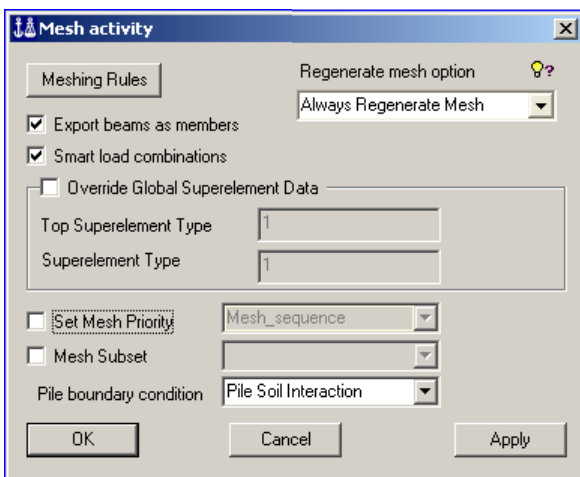 Mesh activity
Meshing Rules
Regenerate mesh option
Always Regenerate Mesh
Export beams as members
Smart load combinations
Override Global Superelement Data
Top Superelement Type 1
Superelement Type 1
Set Mesh Priority Mesh_sequence
Mesh Subset
Pile boundary condition Pile Soil Interaction
OK Cancel Apply